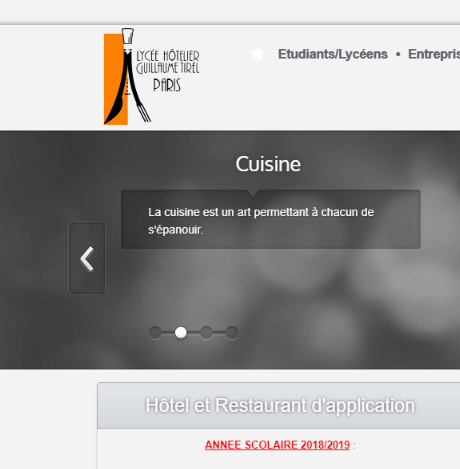 LYCÉE HÔTELIER
GUILLAUME TIREL
PARIS
Etudiants/Lycéens • Entrepris
Cuisine
La cuisine est un art permettant à chacun de
s'épanouir.
Hôtel et Restaurant d'application
ANNEE SCOLAIRE 2018/2019 :